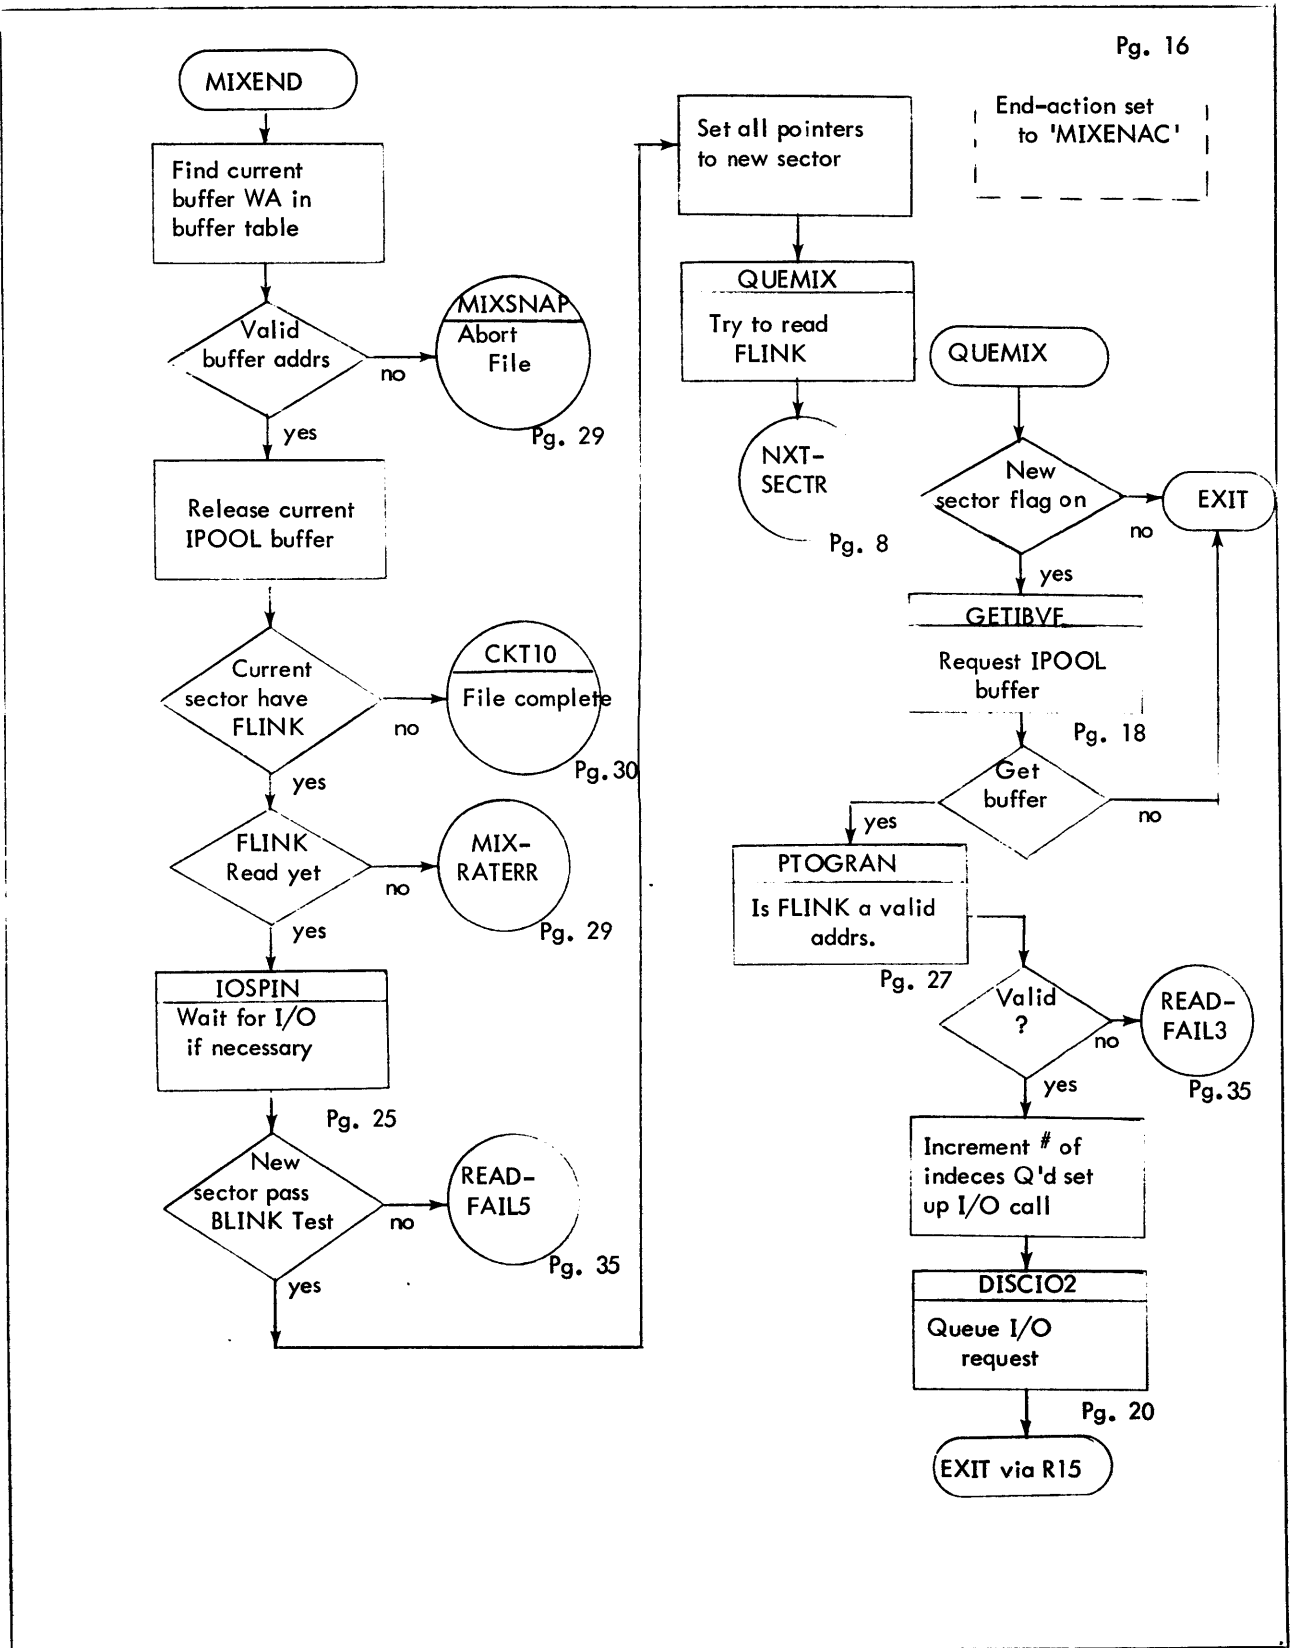 Pg. 16
MIXEND
Find current
buffer WA in
buffer table
Valid
buffer addrs
no
yes
MIXSNAP
Abort
File
Pg. 29
Release current
IPOOL buffer
Current
sector have
FLINK
no
yes
CKT10
File complete
Pg. 30
FLINK
Read yet
no
yes
MIX-
RATERR
Pg. 29
IOSPIN
Wait for I/O
if necessary
Pg. 25
New
sector pass
BLINK Test
no
yes
READ-
FAIL5
Pg. 35
Set all pointers
to new sector
End-action set
to 'MIXENAC'
QUEMIX
Try to read
FLINK
NXT-
SECTR
Pg. 8
QUEMIX
New
sector flag on
no
yes
EXIT
GETIBVF
Request IPOOL
buffer
Pg. 18
Get
buffer
no
yes
PTOGRAN
Is FLINK a valid
addrs.
Pg. 27
Valid
?
no
yes
READ-
FAIL3
Pg. 35
Increment # of
indeces Q'd set
up I/O call
DISCIO2
Queue I/O
request
Pg. 20
EXIT via R15